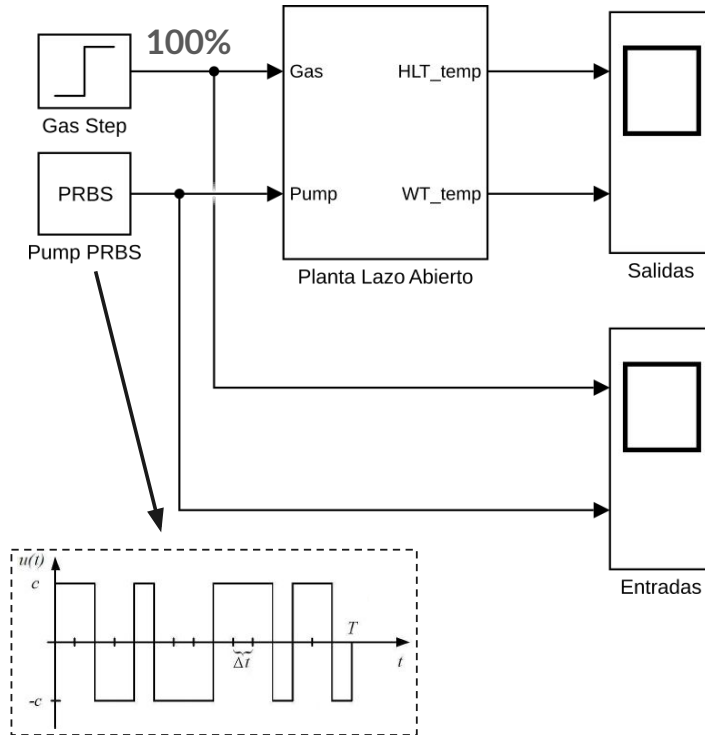 100%
Gas Step
PRBS
Pump PRBS
Gas
HLT_temp
Pump
WT_temp
Planta Lazo Abierto
Salidas
Entradas
u(t)
c
T
Δt
t
-c